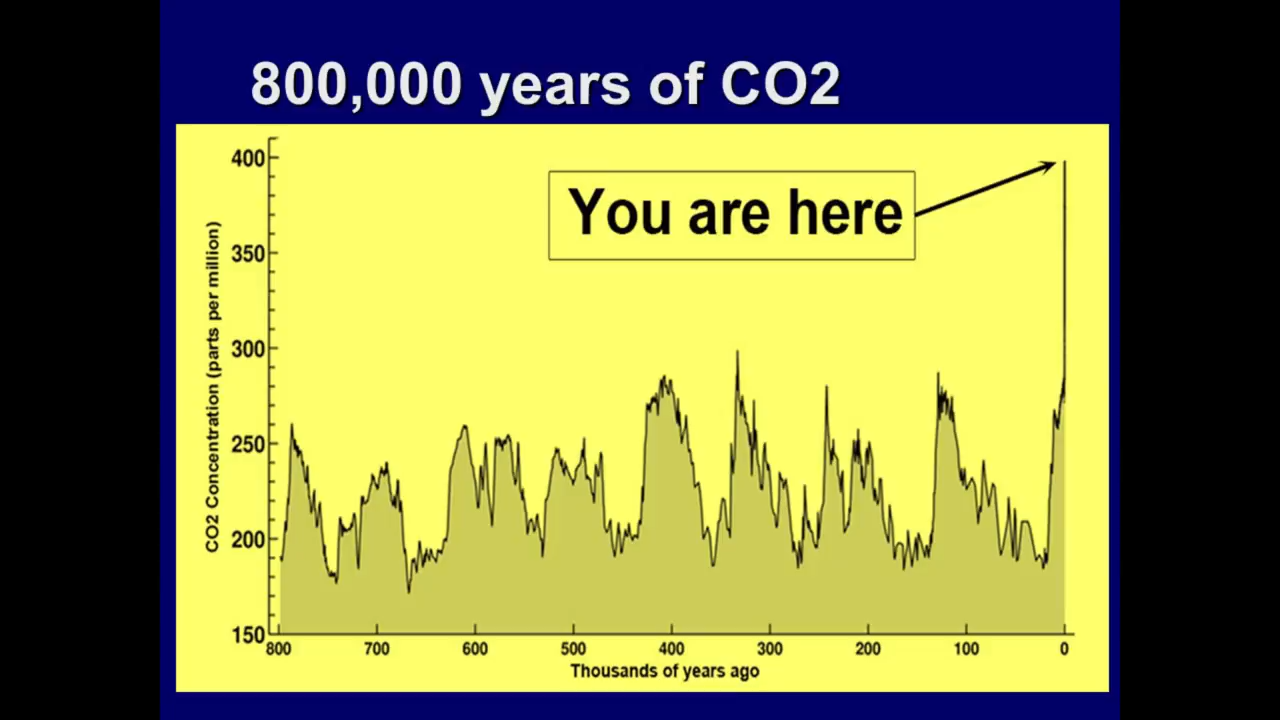 800,000 years of CO2
You are here
CO2 Concentration (parts per million)
400
350
300
250
200
150
800 700 600 500 400 300 200 100 0
Thousands of years ago